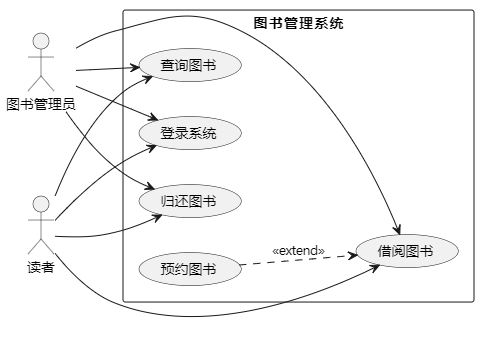 图书管理系统
图书管理员
查询图书
登录系统
归还图书
读者
预约图书
«extend»
借阅图书